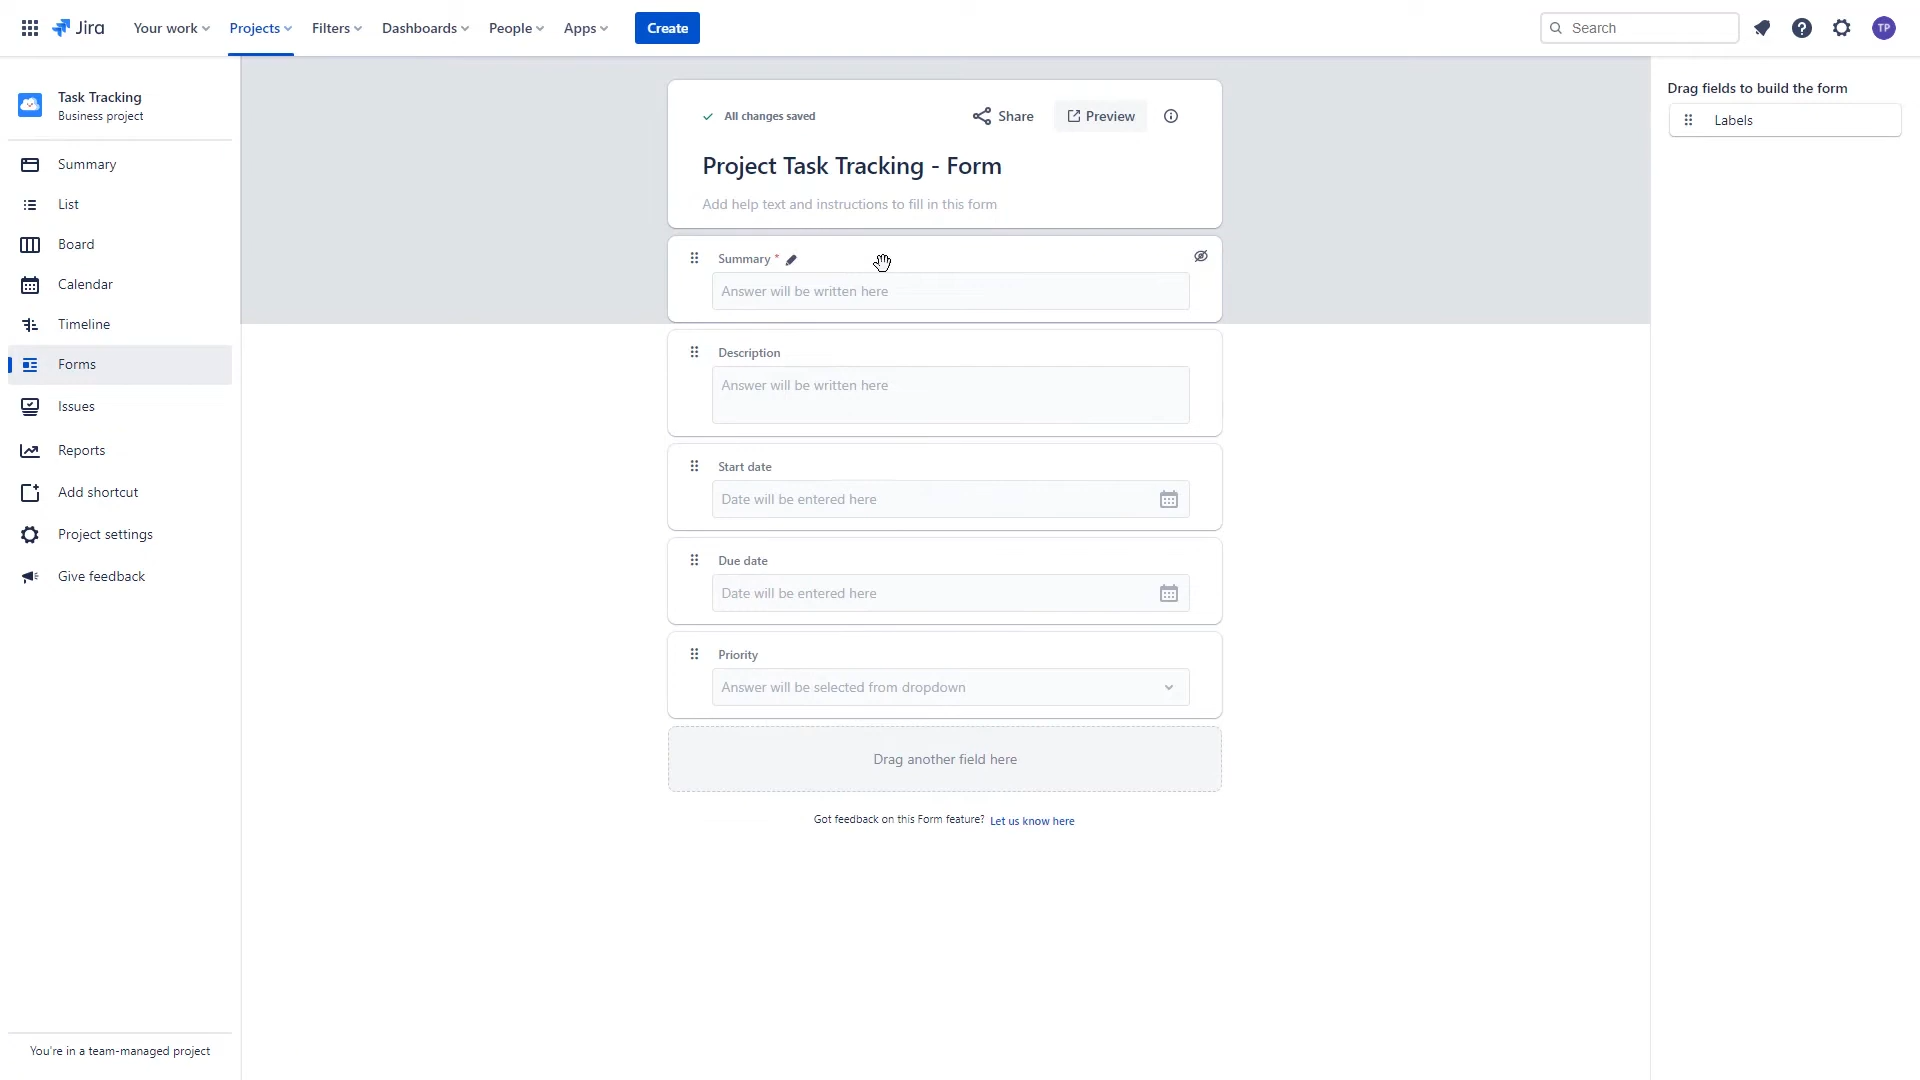 Jira
Your work
Projects
Filters
Dashboards
People
Apps
Create
Search
TP
Task Tracking
Business project
Summary
List
Board
Calendar
Timeline
Forms
Issues
Reports
Add shortcut
Project settings
Give feedback
You're in a team-managed project
All changes saved
Share
Preview
Project Task Tracking - Form
Add help text and instructions to fill in this form
Summary *
Answer will be written here
Description
Answer will be written here
Start date
Date will be entered here
Due date
Date will be entered here
Priority
Answer will be selected from dropdown
Drag another field here
Got feedback on this Form feature? Let us know here
Drag fields to build the form
Labels